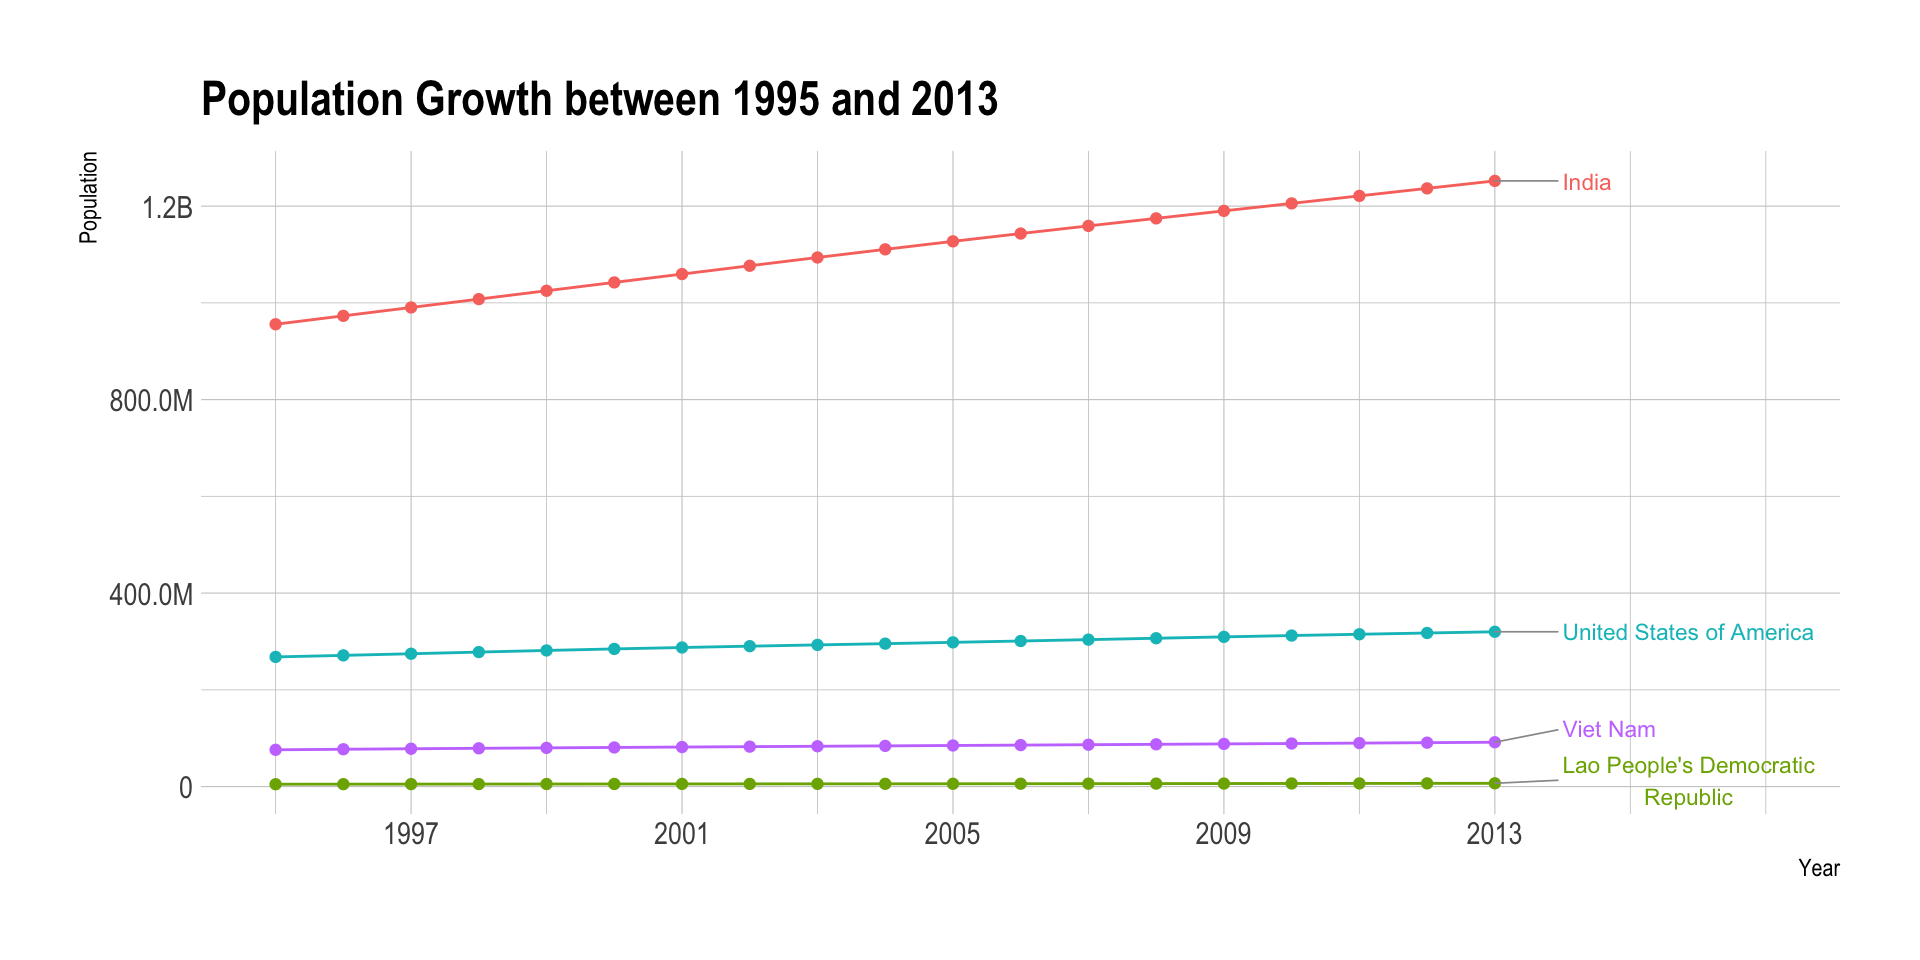 Population Growth between 1995 and 2013
Population
1.2B
800.0M
400.0M
0
India
United States of America
Viet Nam
Lao People's Democratic
Republic
1997
2001
2005
2009
2013
Year